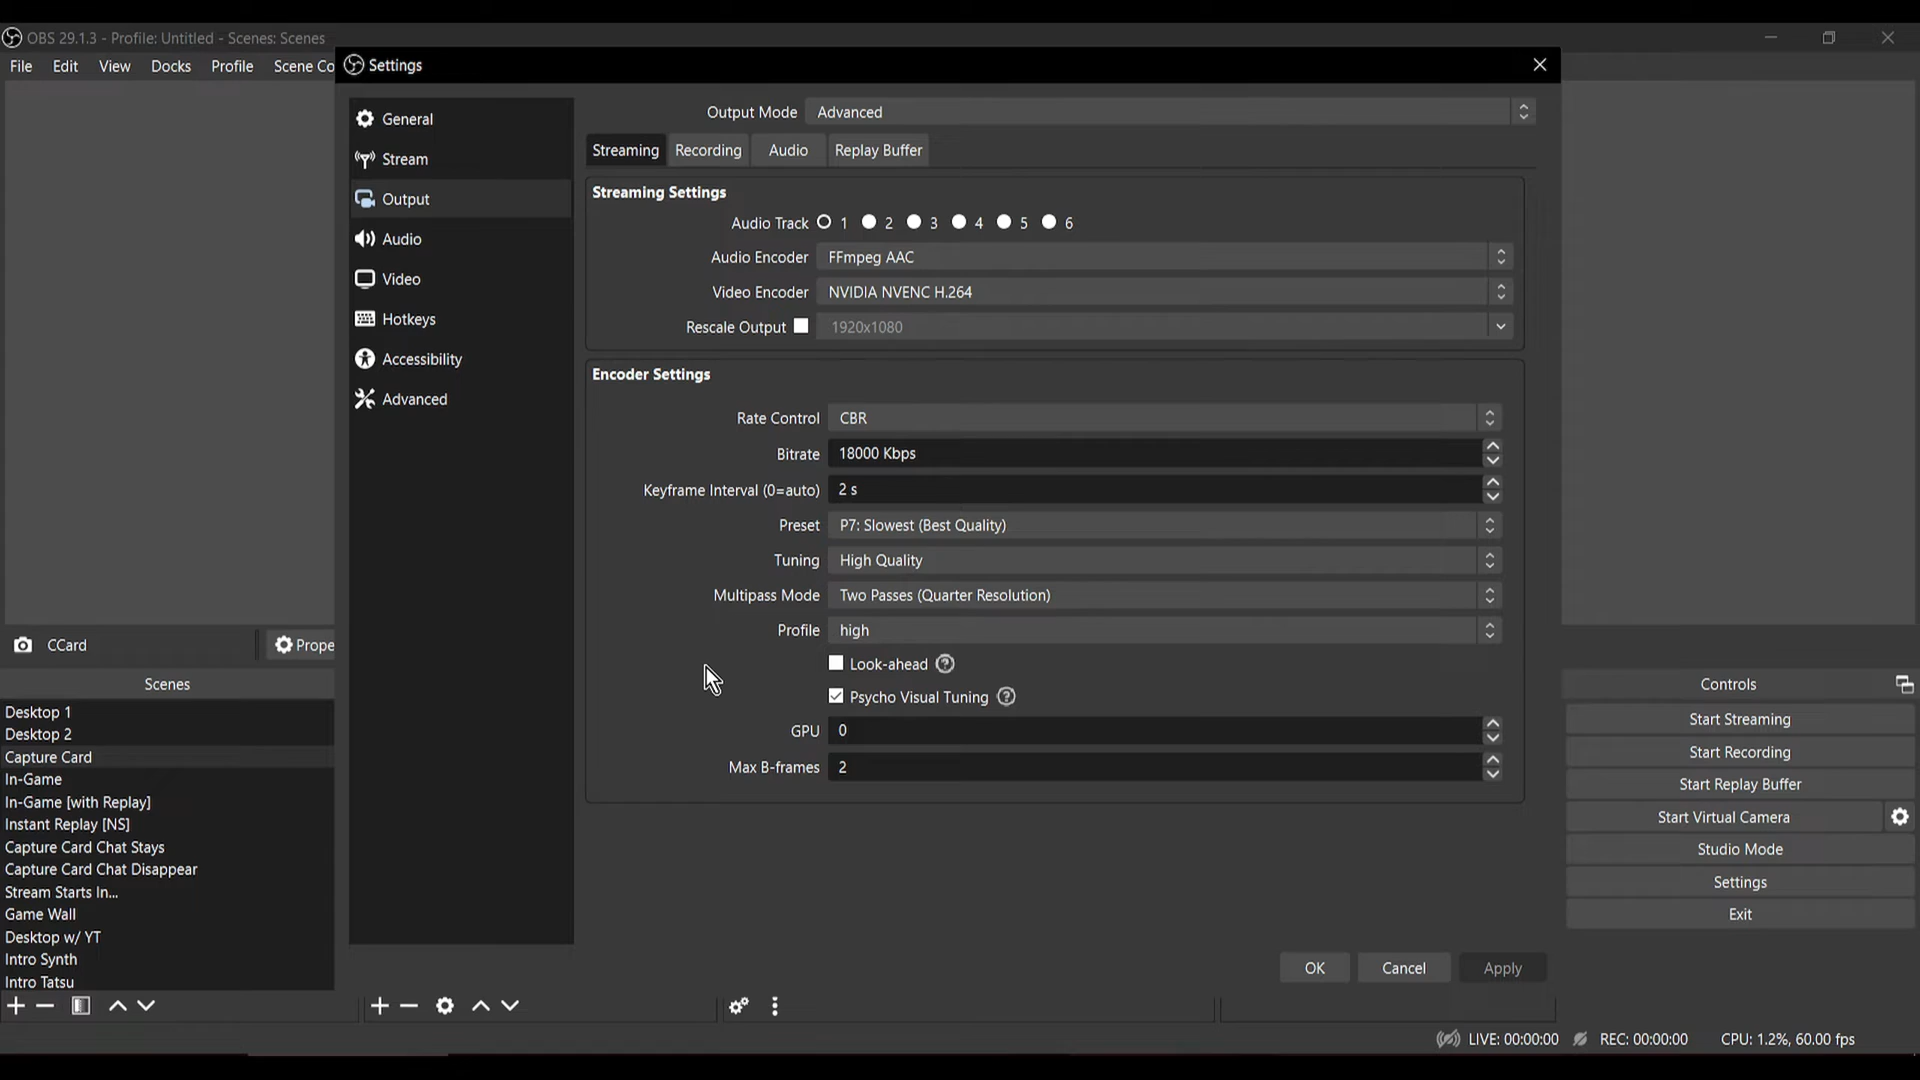 OBS 29.1.3 - Profile: Untitled - Scenes: Scenes
File Edit View Docks Profile Scene Co
Settings
General
Stream
Output
Audio
Video
Hotkeys
Accessibility
Advanced
Output Mode Advanced
Streaming Recording Audio Replay Buffer
Streaming Settings
Audio Track 1 2 3 4 5 6
Audio Encoder FFmpeg AAC
Video Encoder NVIDIA NVENC H.264
Rescale Output 1920x1080
Encoder Settings
Rate Control CBR
Bitrate 18000 Kbps
Keyframe Interval (0=auto) 2 s
Preset P7: Slowest (Best Quality)
Tuning High Quality
Multipass Mode Two Passes (Quarter Resolution)
Profile high
Look-ahead ?
Psycho Visual Tuning ?
GPU 0
Max B-frames 2
OK Cancel Apply
CCard Prope
Scenes
Desktop 1
Desktop 2
Capture Card
In-Game
In-Game [with Replay]
Instant Replay [NS]
Capture Card Chat Stays
Capture Card Chat Disappear
Stream Starts In...
Game Wall
Desktop w/ YT
Intro Synth
Intro Tatsu
Controls
Start Streaming
Start Recording
Start Replay Buffer
Start Virtual Camera
Studio Mode
Settings
Exit
LIVE: 00:00:00 REC: 00:00:00 CPU: 1.2%, 60.00 fps